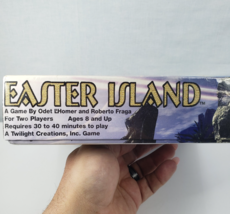 EASTER ISLAND™
A Game By Odet L'Homer and Roberto Fraga
For Two Players Ages 8 and Up
Requires 30 to 40 minutes to play
A Twilight Creations, Inc. Game